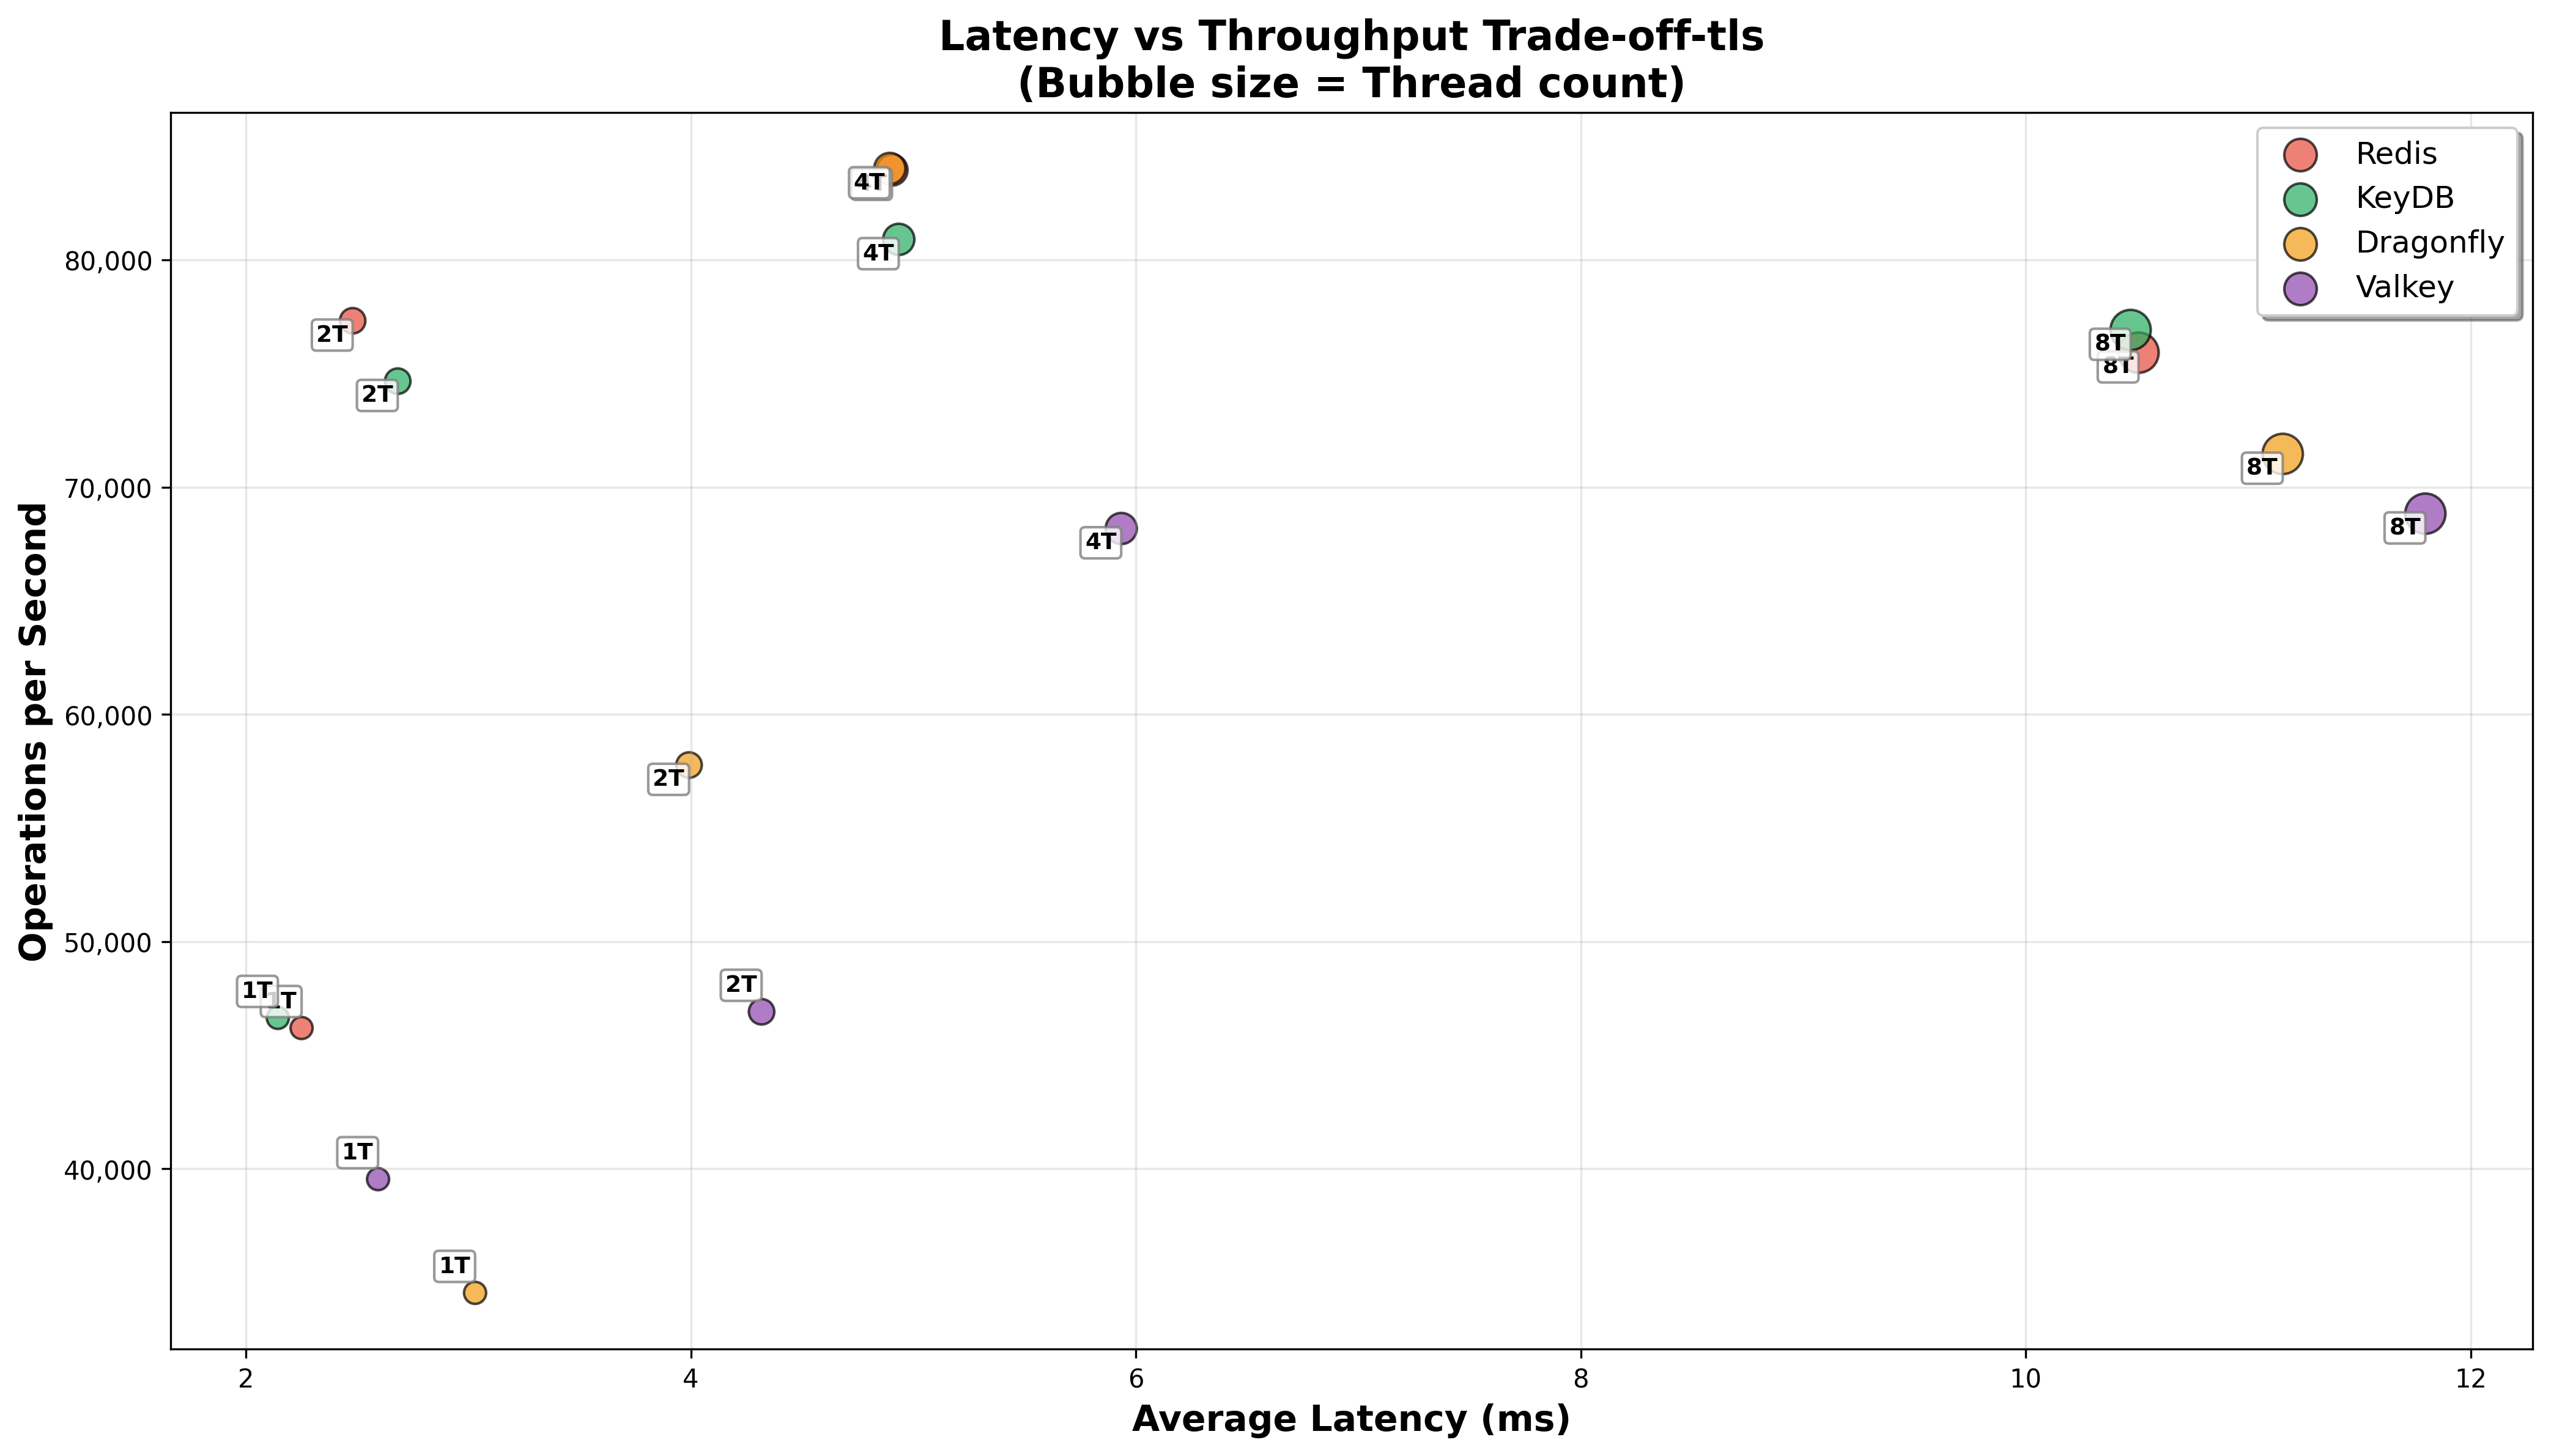 Latency vs Throughput Trade-off-tls
(Bubble size = Thread count)
Redis
KeyDB
Dragonfly
Valkey
Operations per Second
80,000
70,000
60,000
50,000
40,000
4T
4T
2T
2T
8T
8T
8T
4T
8T
2T
2T
1T
1T
1T
1T
2
4
6
8
10
12
Average Latency (ms)